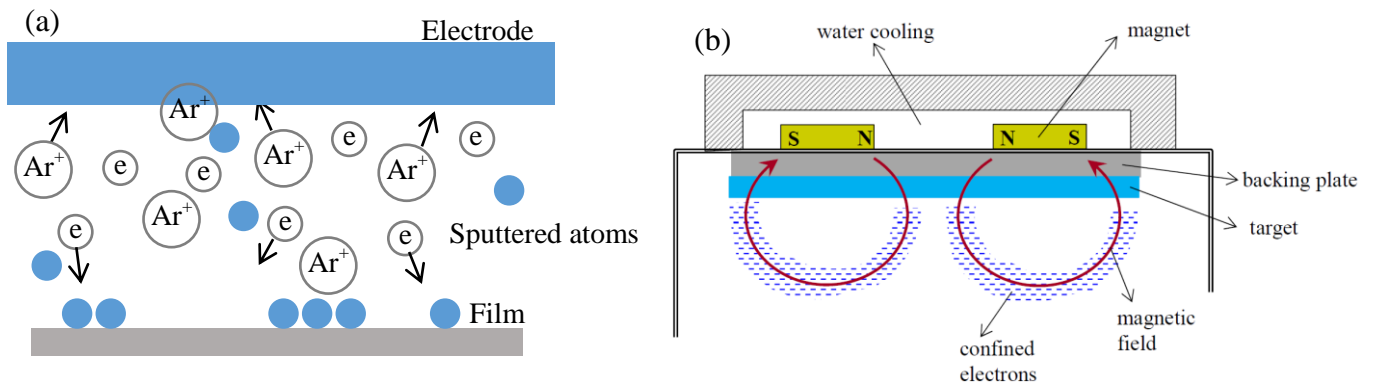 (a)
Electrode
Ar+
Ar+
Ar+
Ar+
e
e
e
Ar+
e
e
e
Ar+
Sputtered atoms
Film
(b)
water cooling
magnet
S N
N S
backing plate
target
magnetic
field
confined
electrons